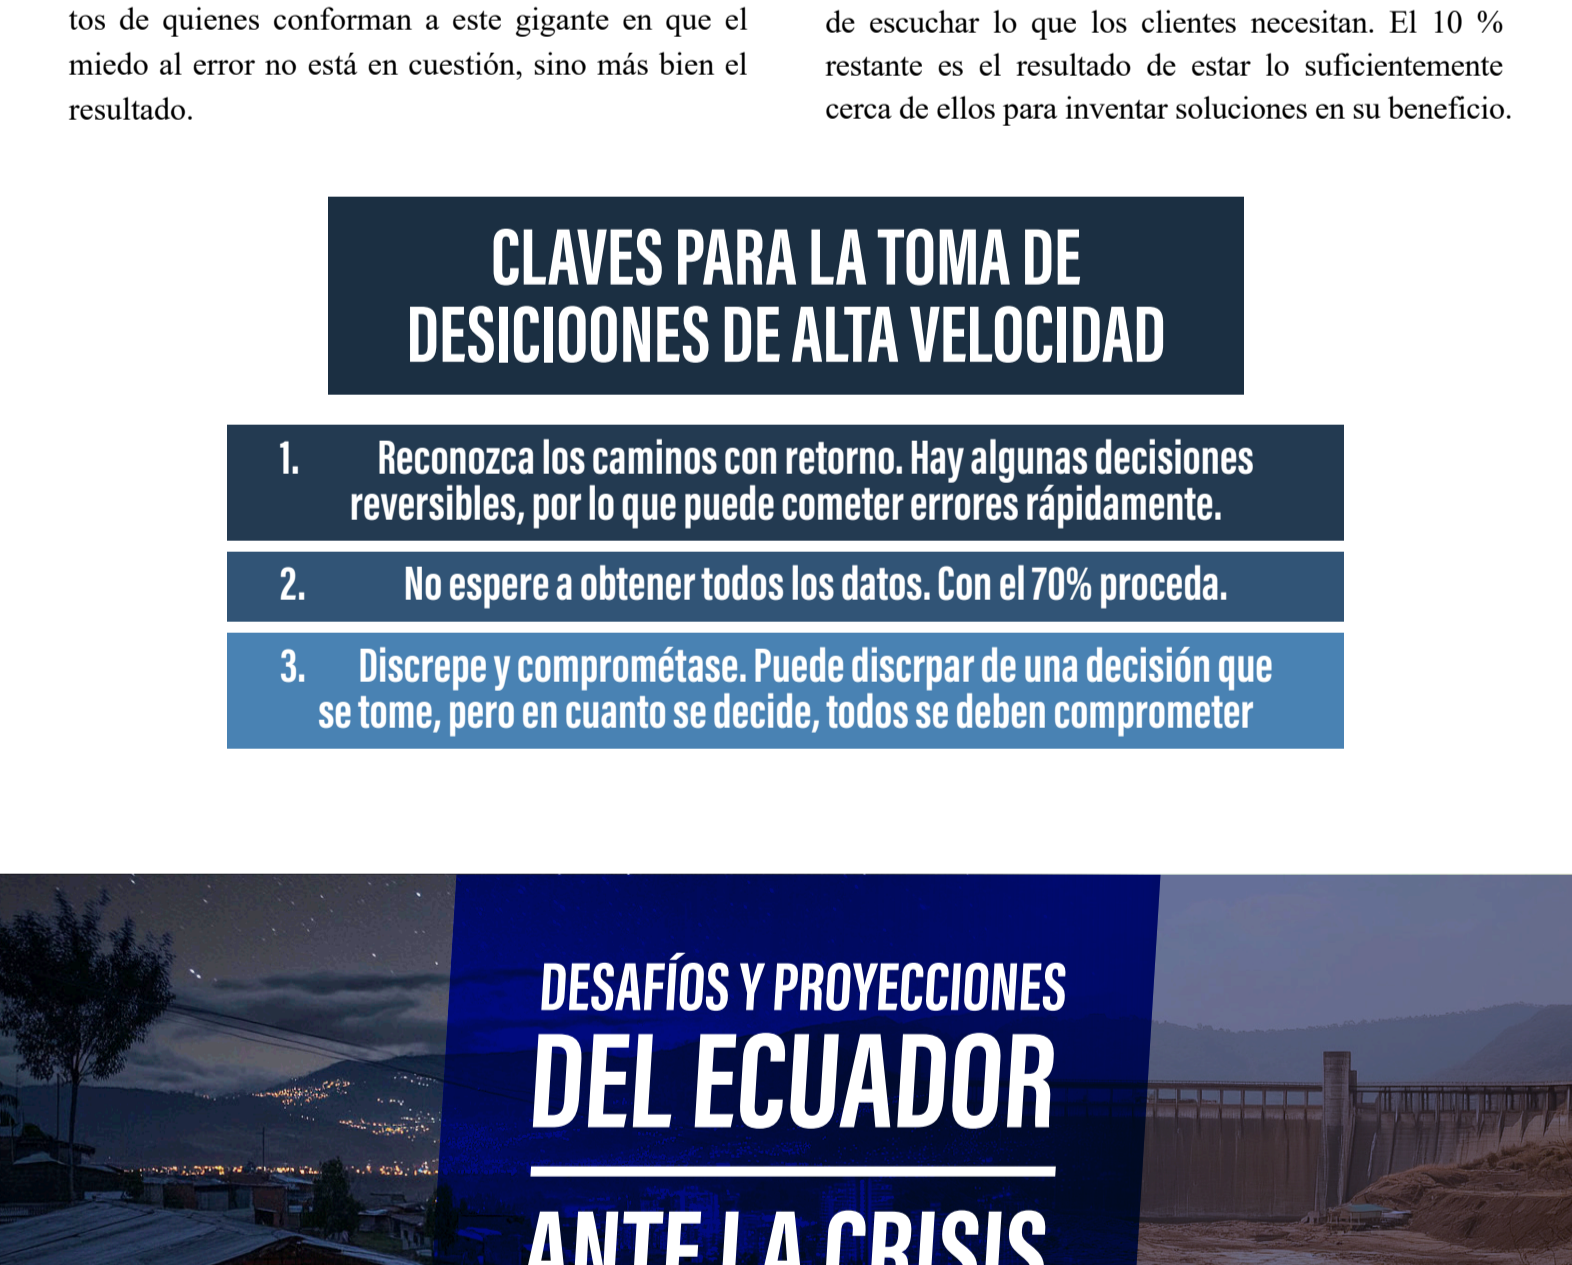 tos de quienes conforman a este gigante en que el
miedo al error no está en cuestión, sino más bien el
resultado.
de escuchar lo que los clientes necesitan. El 10 %
restante es el resultado de estar lo suficientemente
cerca de ellos para inventar soluciones en su beneficio.
CLAVES PARA LA TOMA DE
DESICIOONES DE ALTA VELOCIDAD
1. Reconozca los caminos con retorno. Hay algunas decisiones
reversibles, por lo que puede cometer errores rápidamente.
2. No espere a obtener todos los datos. Con el 70% proceda.
3. Discrepe y comprométase. Puede discrpar de una decisión que
se tome, pero en cuanto se decide, todos se deben comprometer
DESAFÍOS Y PROYECCIONES
DEL ECUADOR
ANTE LA CRISIS